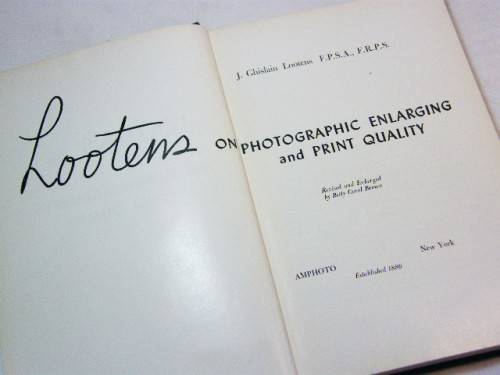 J. Ghislain Lootens F.P.S.A., F.R.P.S.
Lootens ON PHOTOGRAPHIC ENLARGING
and PRINT QUALITY
Revised and Enlarged
by Betty Carol Brown
New York
AMPHOTO Established 1880